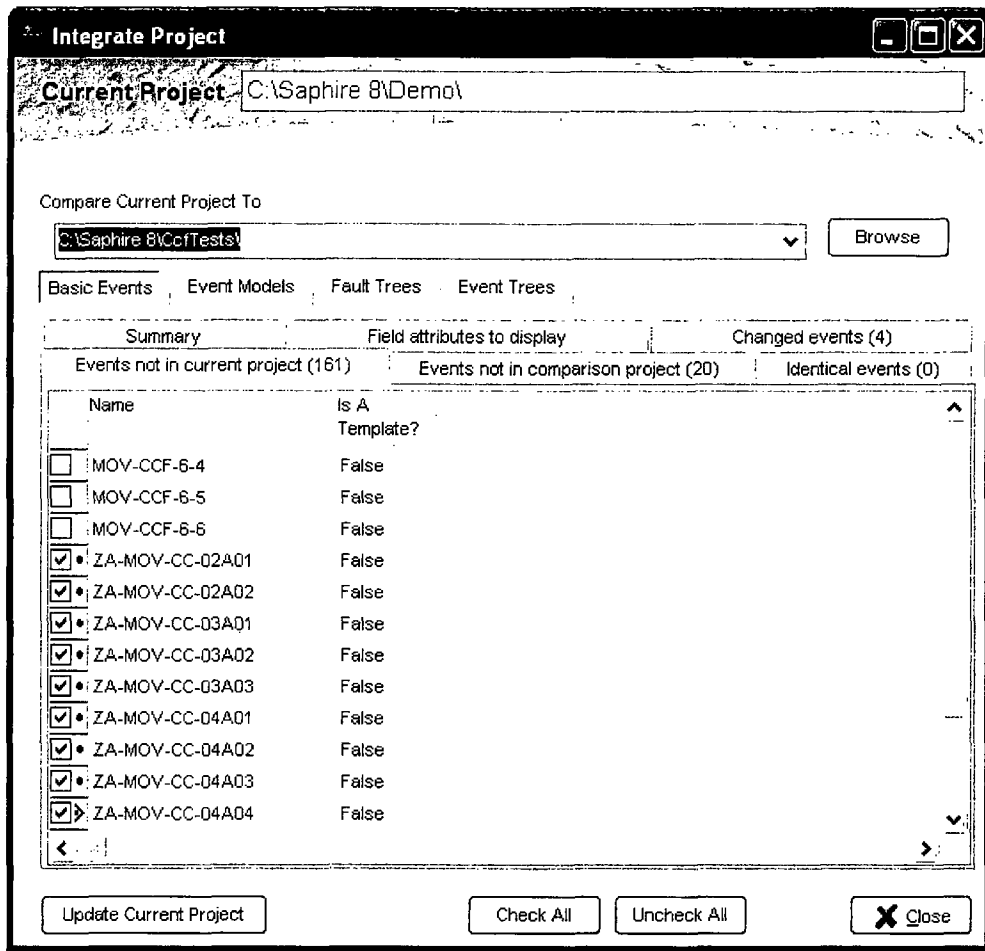 Integrate Project
Current Project C:\Saphire 8\Demo\
Compare Current Project To
C:\Saphire 8\CcfTests\
Browse
Basic Events Event Models Fault Trees Event Trees
Summary Field attributes to display Changed events (4)
Events not in current project (161) Events not in comparison project (20) Identical events (0)
Name Is A Template?
MOV-CCF-6-4 False
MOV-CCF-6-5 False
MOV-CCF-6-6 False
ZA-MOV-CC-02A01 False
ZA-MOV-CC-02A02 False
ZA-MOV-CC-03A01 False
ZA-MOV-CC-03A02 False
ZA-MOV-CC-03A03 False
ZA-MOV-CC-04A01 False
ZA-MOV-CC-04A02 False
ZA-MOV-CC-04A03 False
ZA-MOV-CC-04A04 False
Update Current Project Check All Uncheck All Close